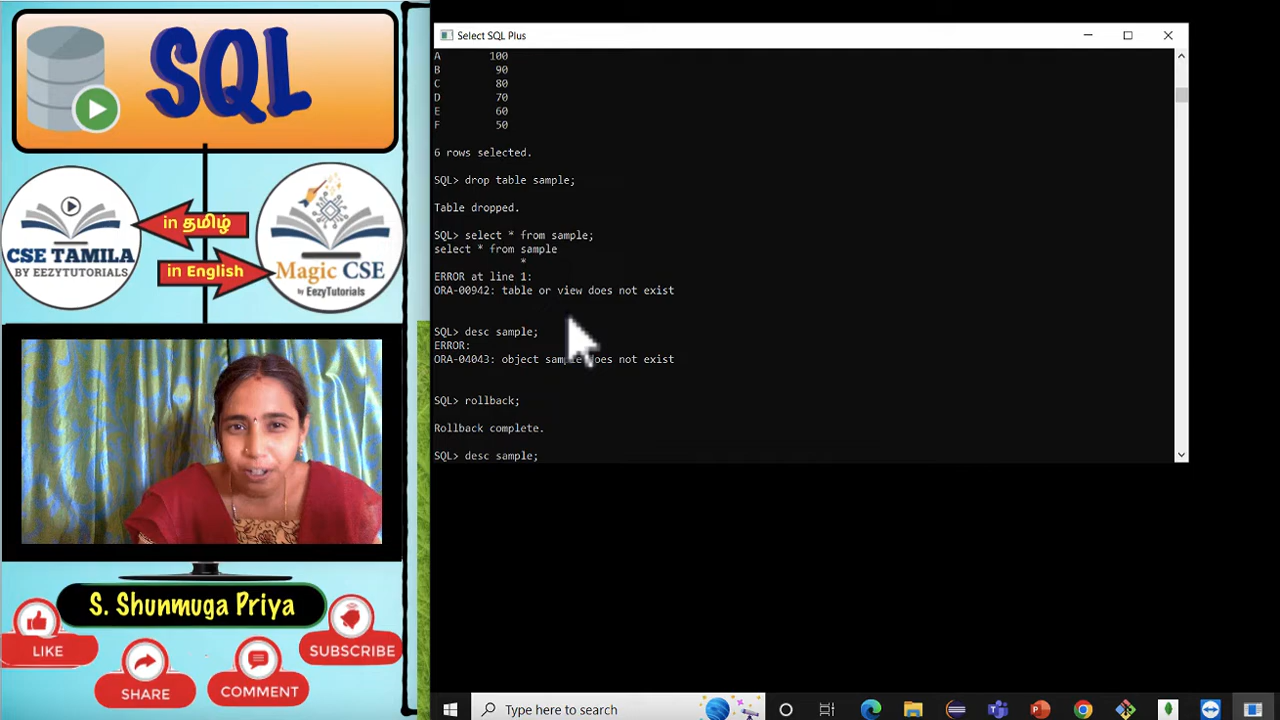 SQL
in தமிழ்
CSE TAMILA
BY EEZYTUTORIALS
in English
Magic CSE
by EezyTutorials
S. Shunmuga Priya
LIKE
SHARE
COMMENT
SUBSCRIBE
Select SQL Plus
A 100
B 90
C 80
D 70
E 60
F 50
6 rows selected.
SQL> drop table sample;
Table dropped.
SQL> select * from sample;
select * from sample
*
ERROR at line 1:
ORA-00942: table or view does not exist
SQL> desc sample;
ERROR:
ORA-04043: object sample does not exist
SQL> rollback;
Rollback complete.
SQL> desc sample;
Type here to search